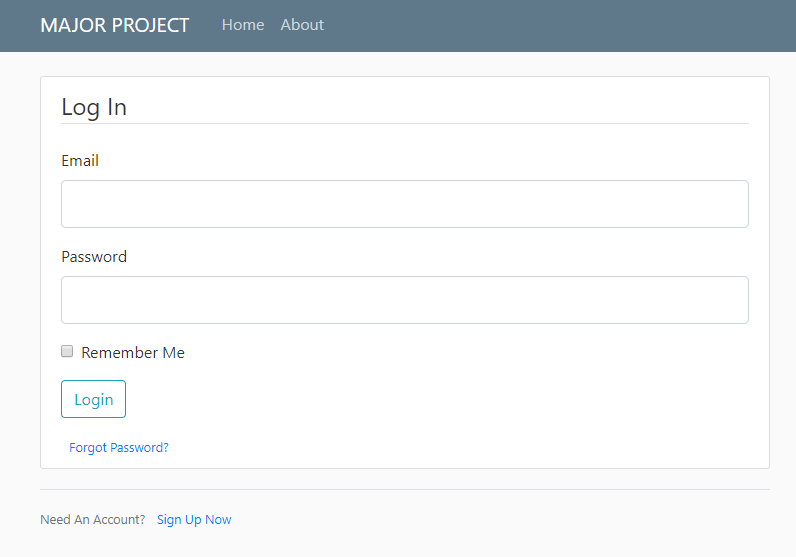 MAJOR PROJECT Home About
Log In
Email
Password
Remember Me
Login
Forgot Password?
Need An Account? Sign Up Now